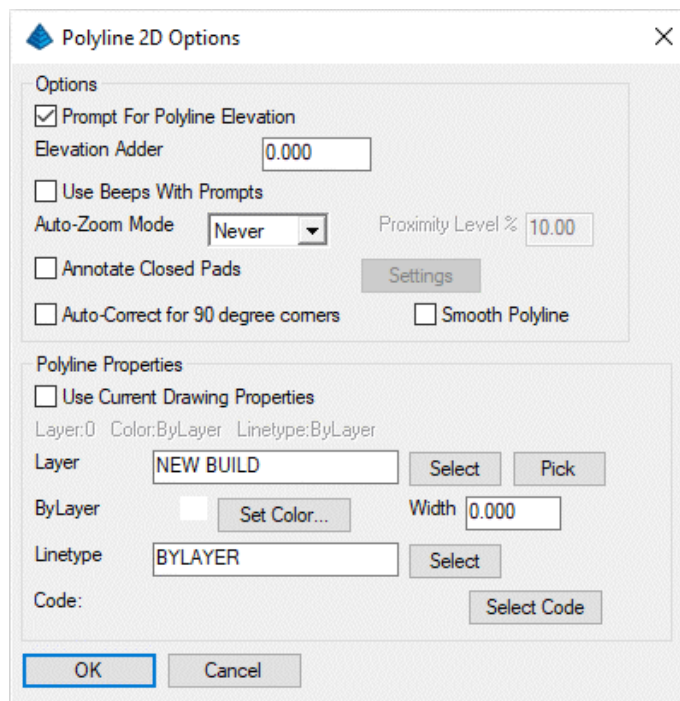 Polyline 2D Options
Options
Prompt For Polyline Elevation
Elevation Adder 0.000
Use Beeps With Prompts
Auto-Zoom Mode Never Proximity Level % 10.00
Annotate Closed Pads Settings
Auto-Correct for 90 degree corners Smooth Polyline
Polyline Properties
Use Current Drawing Properties
Layer:0 Color:ByLayer Linetype:ByLayer
Layer NEW BUILD Select Pick
ByLayer Set Color... Width 0.000
Linetype BYLAYER Select
Code: Select Code
OK Cancel